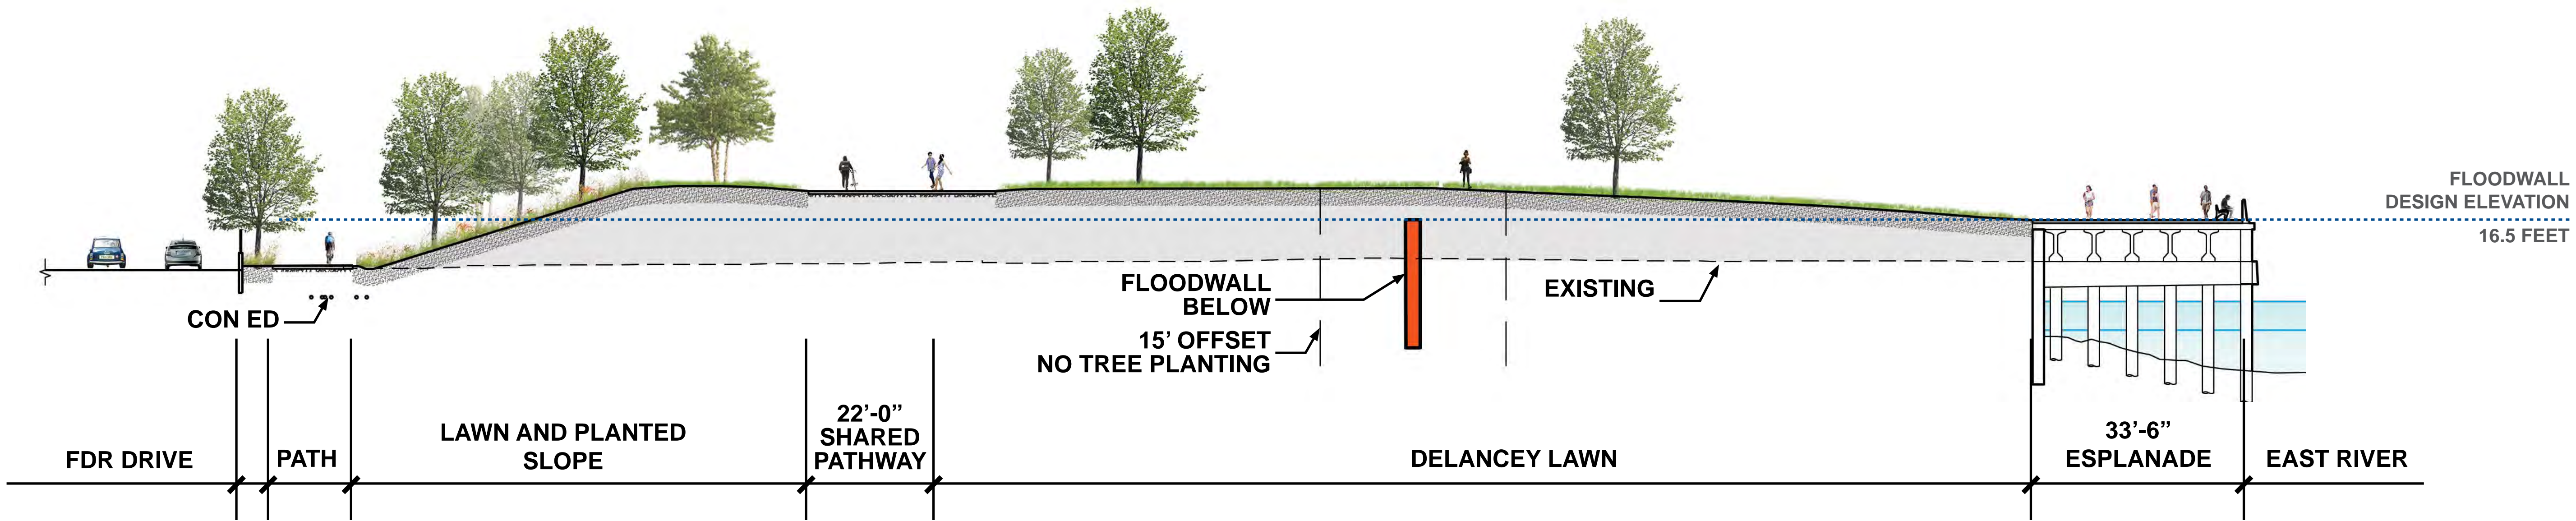 FLOODWALL
DESIGN ELEVATION
16.5 FEET
CON ED
FLOODWALL
BELOW
15’ OFFSET
NO TREE PLANTING
EXISTING
FDR DRIVE
PATH
LAWN AND PLANTED
SLOPE
22’-0”
SHARED
PATHWAY
DELANCEY LAWN
33’-6”
ESPLANADE
EAST RIVER